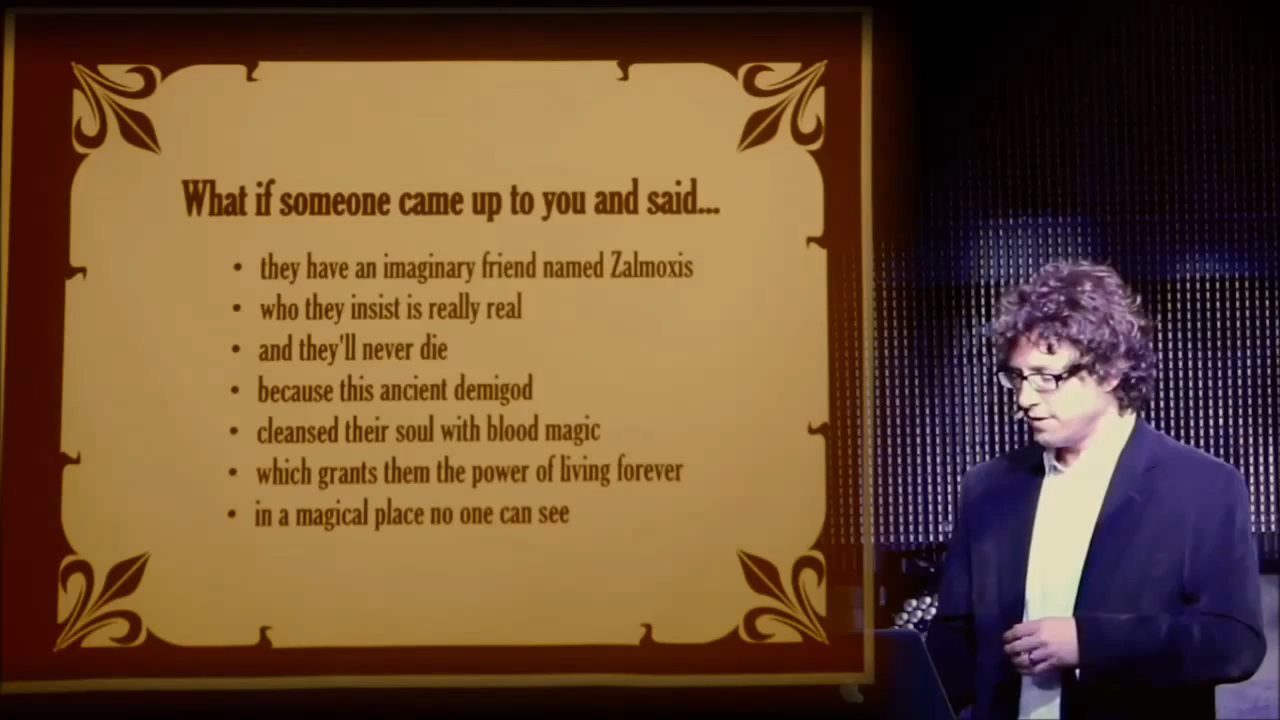 What if someone came up to you and said...
• they have an imaginary friend named Zalmoxis
• who they insist is really real
• and they'll never die
• because this ancient demigod
• cleansed their soul with blood magic
• which grants them the power of living forever
• in a magical place no one can see